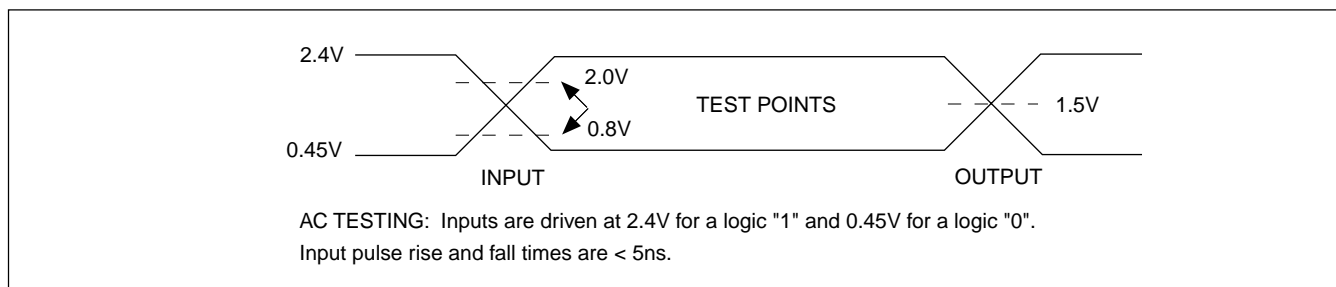 2.4V
2.0V
TEST POINTS
1.5V
0.8V
0.45V
INPUT
OUTPUT
AC TESTING: Inputs are driven at 2.4V for a logic "1" and 0.45V for a logic "0".
Input pulse rise and fall times are < 5ns.